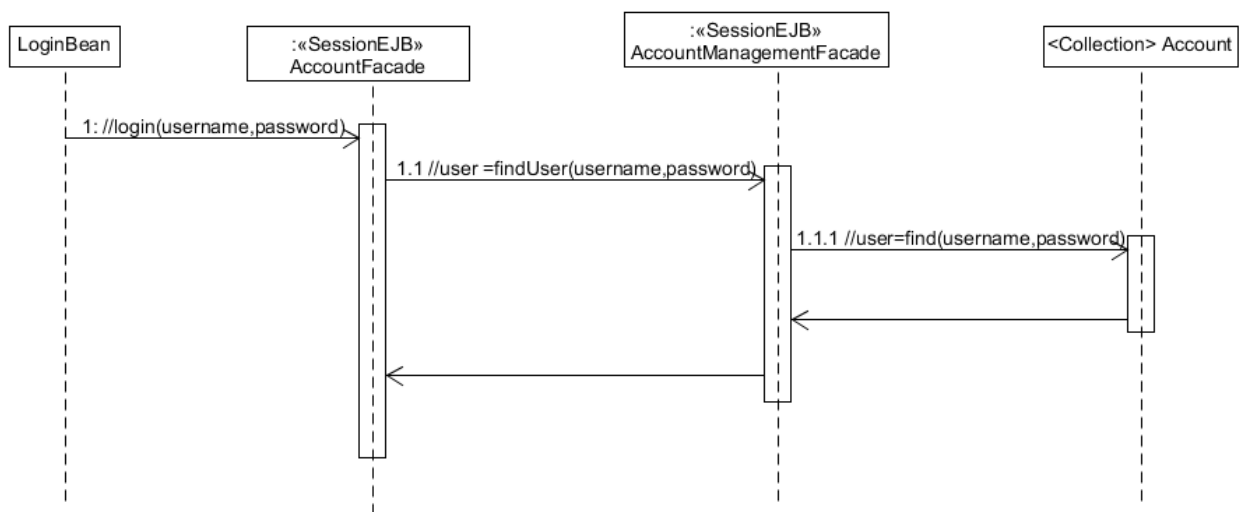 LoginBean
:«SessionEJB»
AccountFacade
:«SessionEJB»
AccountManagementFacade
<Collection> Account
1: //login(username,password)
1.1 //user =findUser(username,password)
1.1.1 //user=find(username,password)